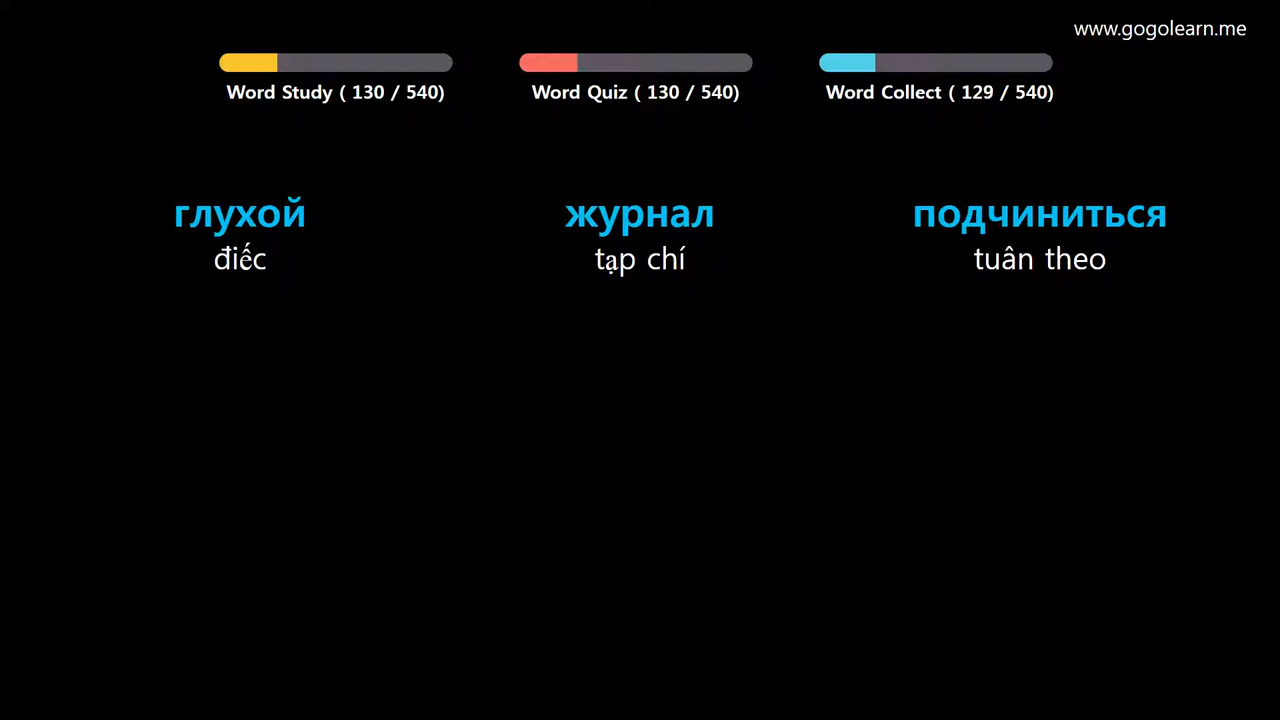 www.gogolearn.me
Word Study ( 130 / 540)
Word Quiz ( 130 / 540)
Word Collect ( 129 / 540)
глухой
điếc
журнал
tạp chí
подчиниться
tuân theo